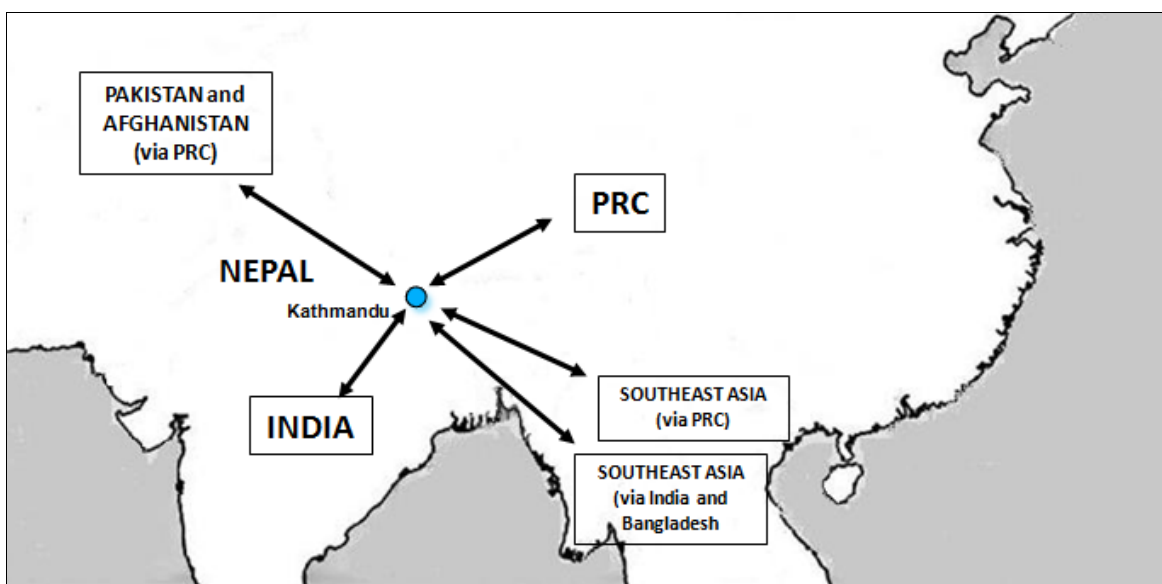 PAKISTAN and
AFGHANISTAN
(via PRC)
PRC
NEPAL
Kathmandu
INDIA
SOUTHEAST ASIA
(via PRC)
SOUTHEAST ASIA
(via India and
Bangladesh